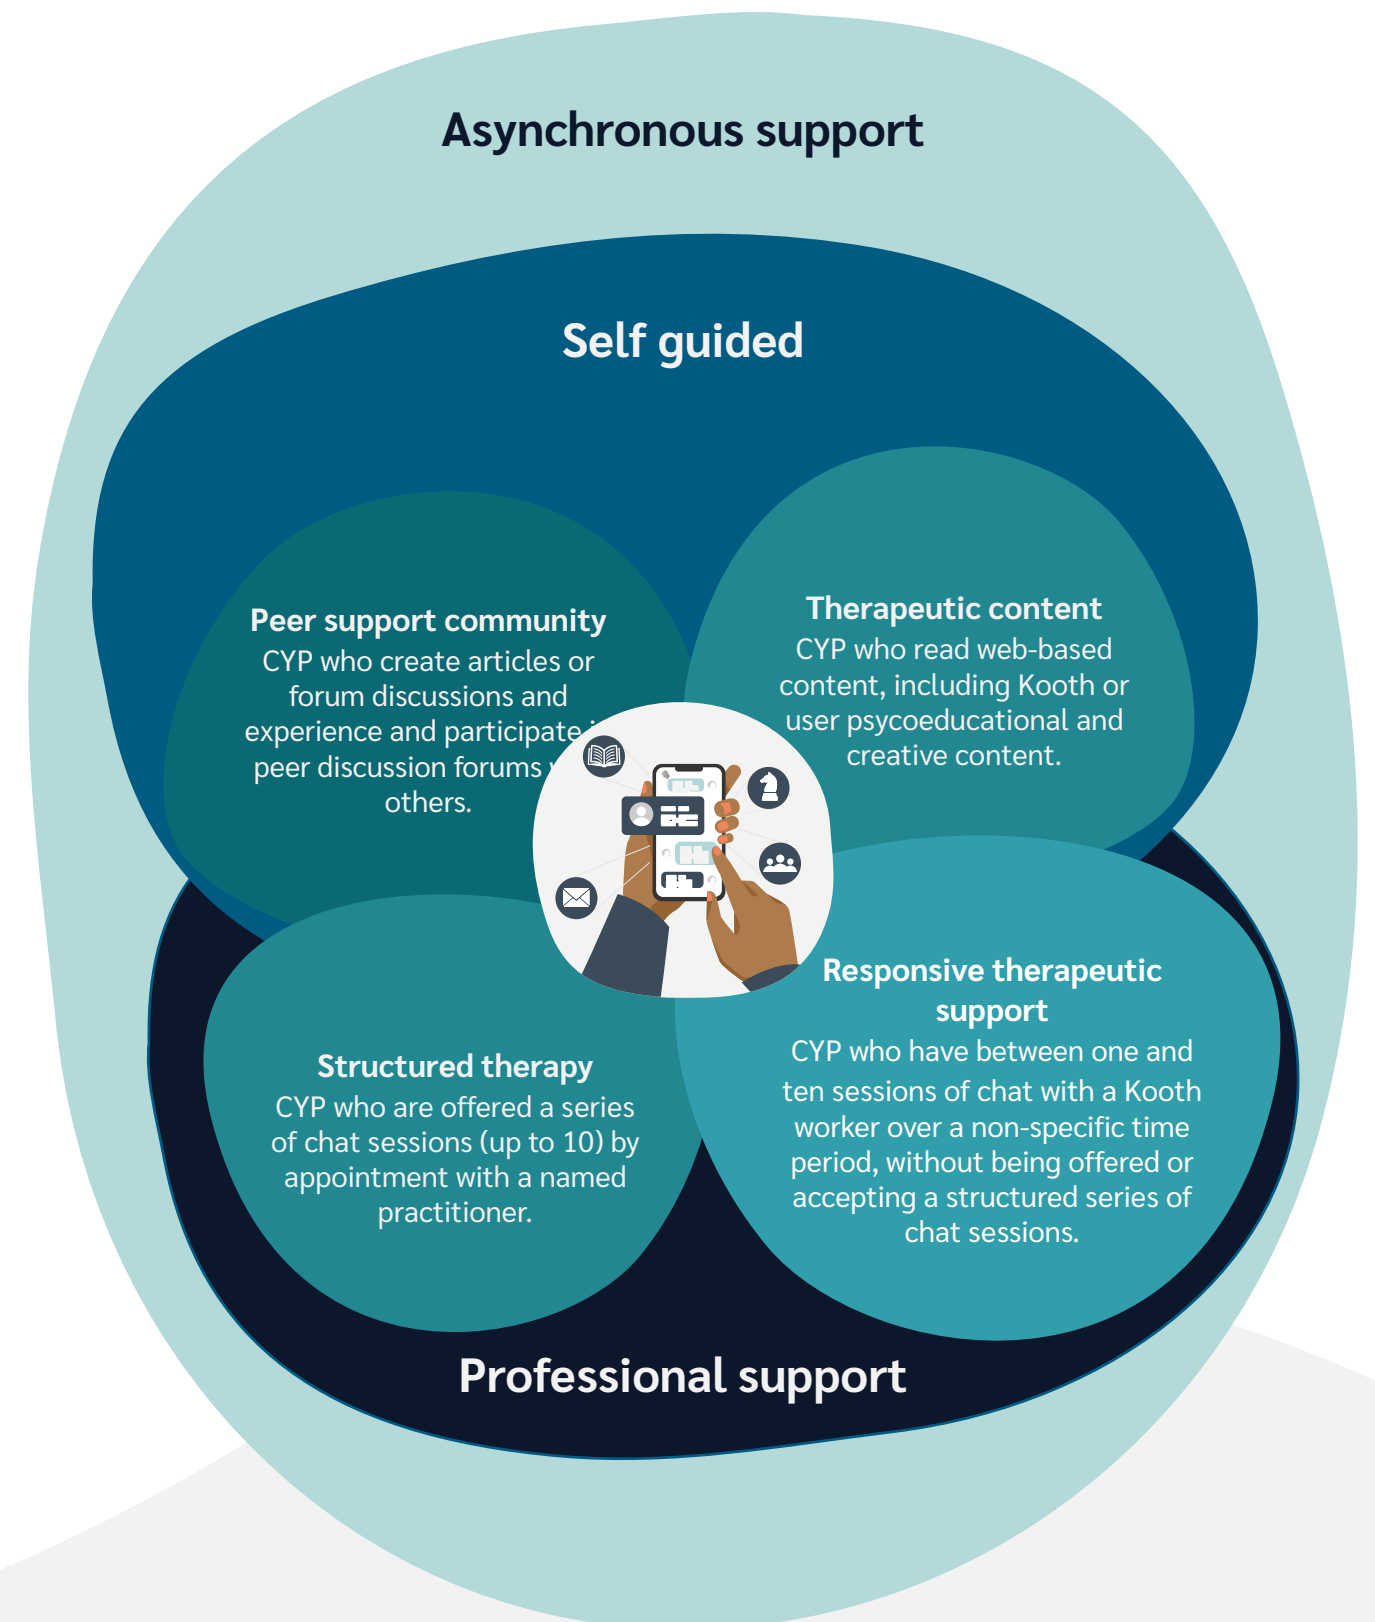 Asynchronous support
Self guided
Peer support community
CYP who create articles or
forum discussions and
experience and participate
peer discussion forums
others.
Therapeutic content
CYP who read web-based
content, including Kooth or
user psycoeducational and
creative content.
Structured therapy
CYP who are offered a series
of chat sessions (up to 10) by
appointment with a named
practitioner.
Responsive therapeutic
support
CYP who have between one and
ten sessions of chat with a Kooth
worker over a non-specific time
period, without being offered or
accepting a structured series of
chat sessions.
Professional support